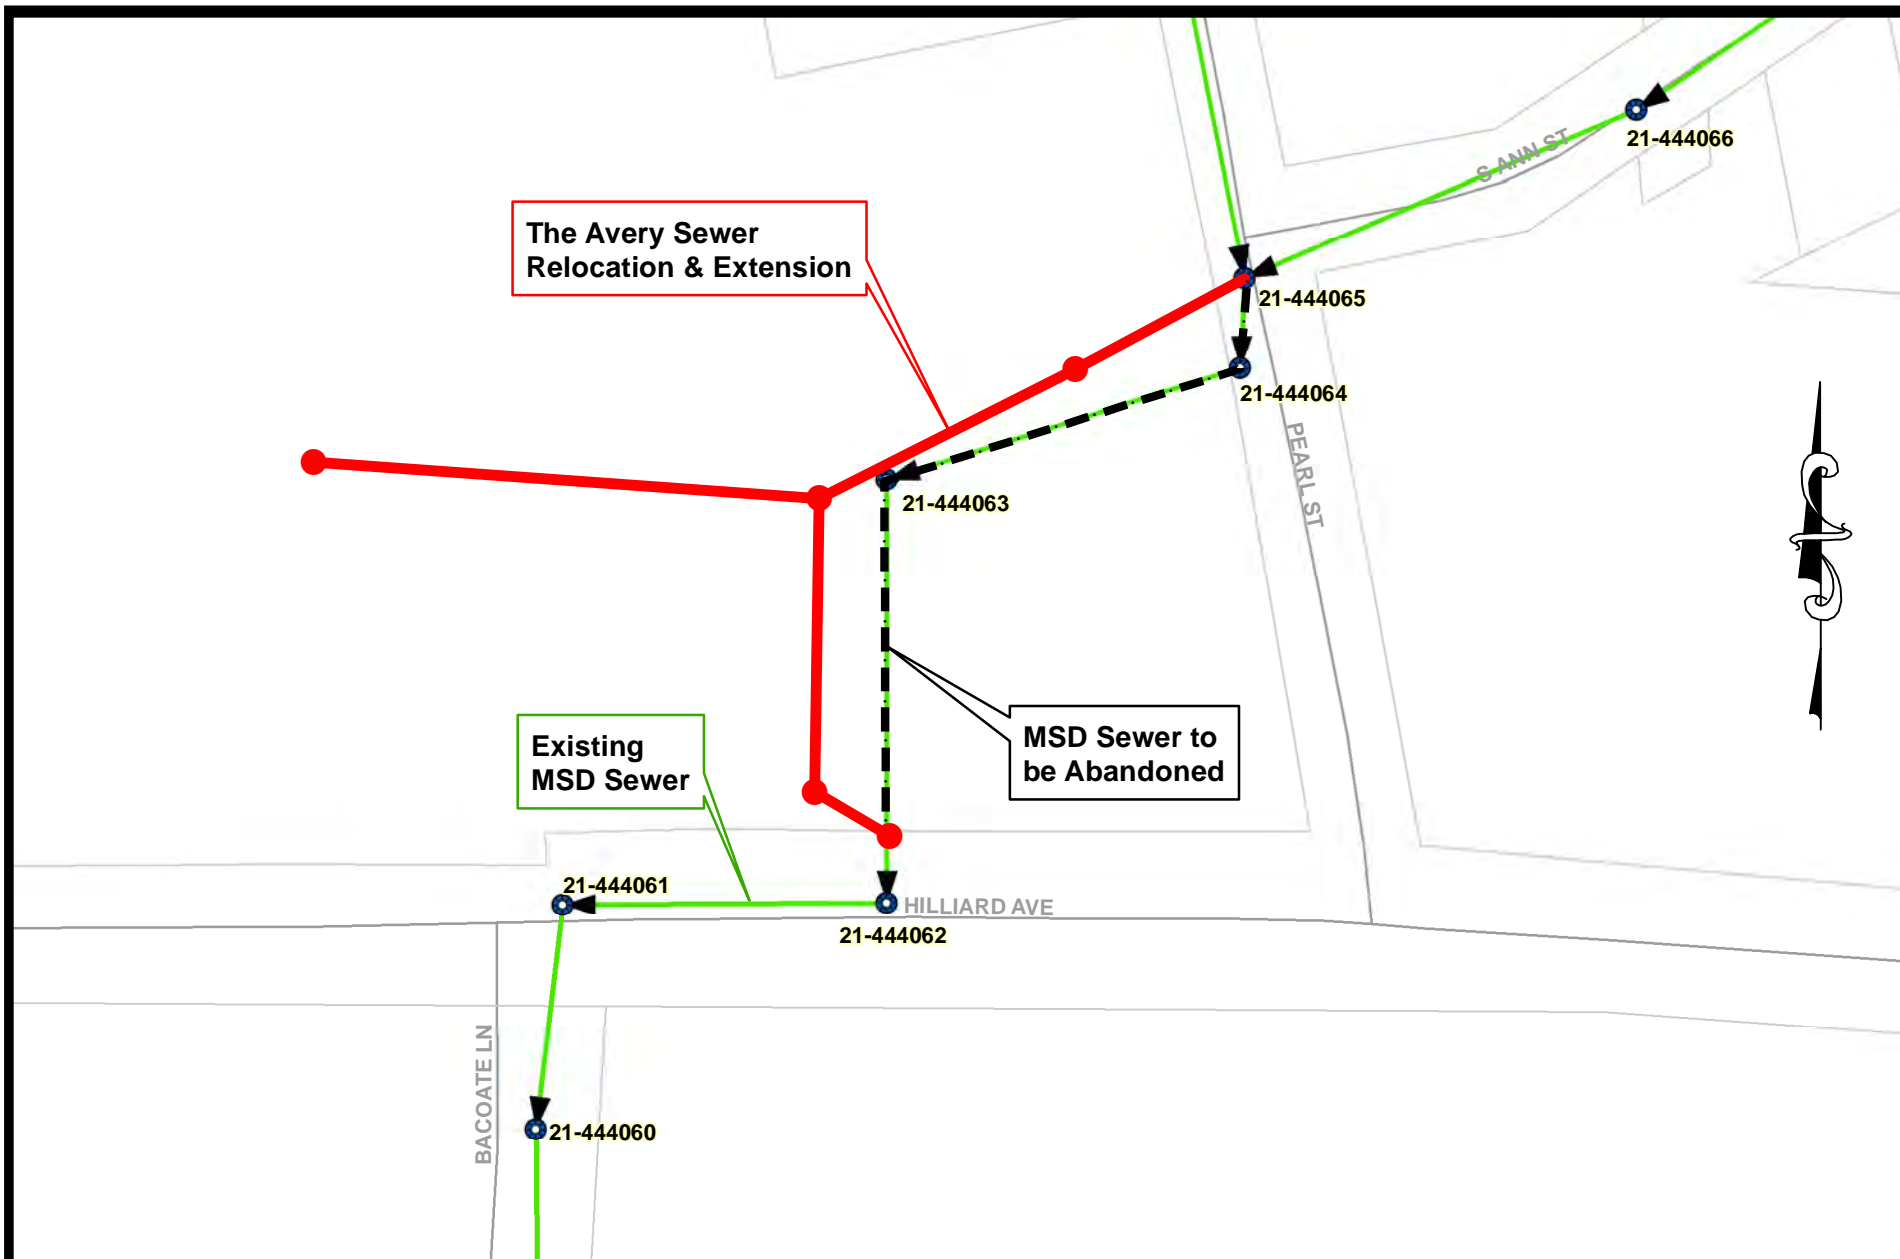 21-444066
S ANN ST
The Avery Sewer
Relocation & Extension
21-444065
21-444064
PEARL ST
21-444063
MSD Sewer to
be Abandoned
Existing
MSD Sewer
21-444061
HILLIARD AVE
21-444062
BACOATE LN
21-444060